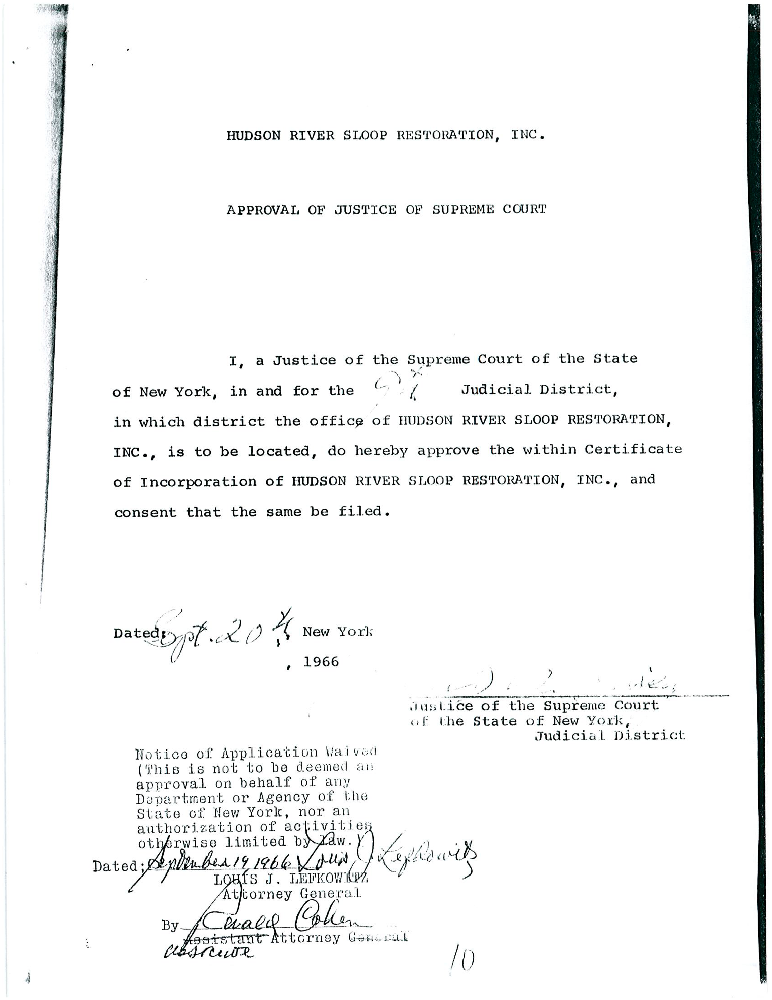 HUDSON RIVER SLOOP RESTORATION, INC.
APPROVAL OF JUSTICE OF SUPREME COURT
I, a Justice of the Supreme Court of the State
of New York, in and for the Judicial District,
in which district the office of HUDSON RIVER SLOOP RESTORATION,
INC., is to be located, do hereby approve the within Certificate
of Incorporation of HUDSON RIVER SLOOP RESTORATION, INC., and
consent that the same be filed.
Dated: Sept. 20th, New York
, 1966
Justice of the Supreme Court
of the State of New York,
Judicial District
Notice of Application Waived
(This is not to be deemed an
approval on behalf of any
Department or Agency of the
State of New York, nor an
authorization of activities
otherwise limited by law.
Dated; September 19, 1966 Louis J Lefkowitz
LOUIS J. LEFKOWITZ
Attorney General
By Cohen
Assistant Attorney General
associate
10